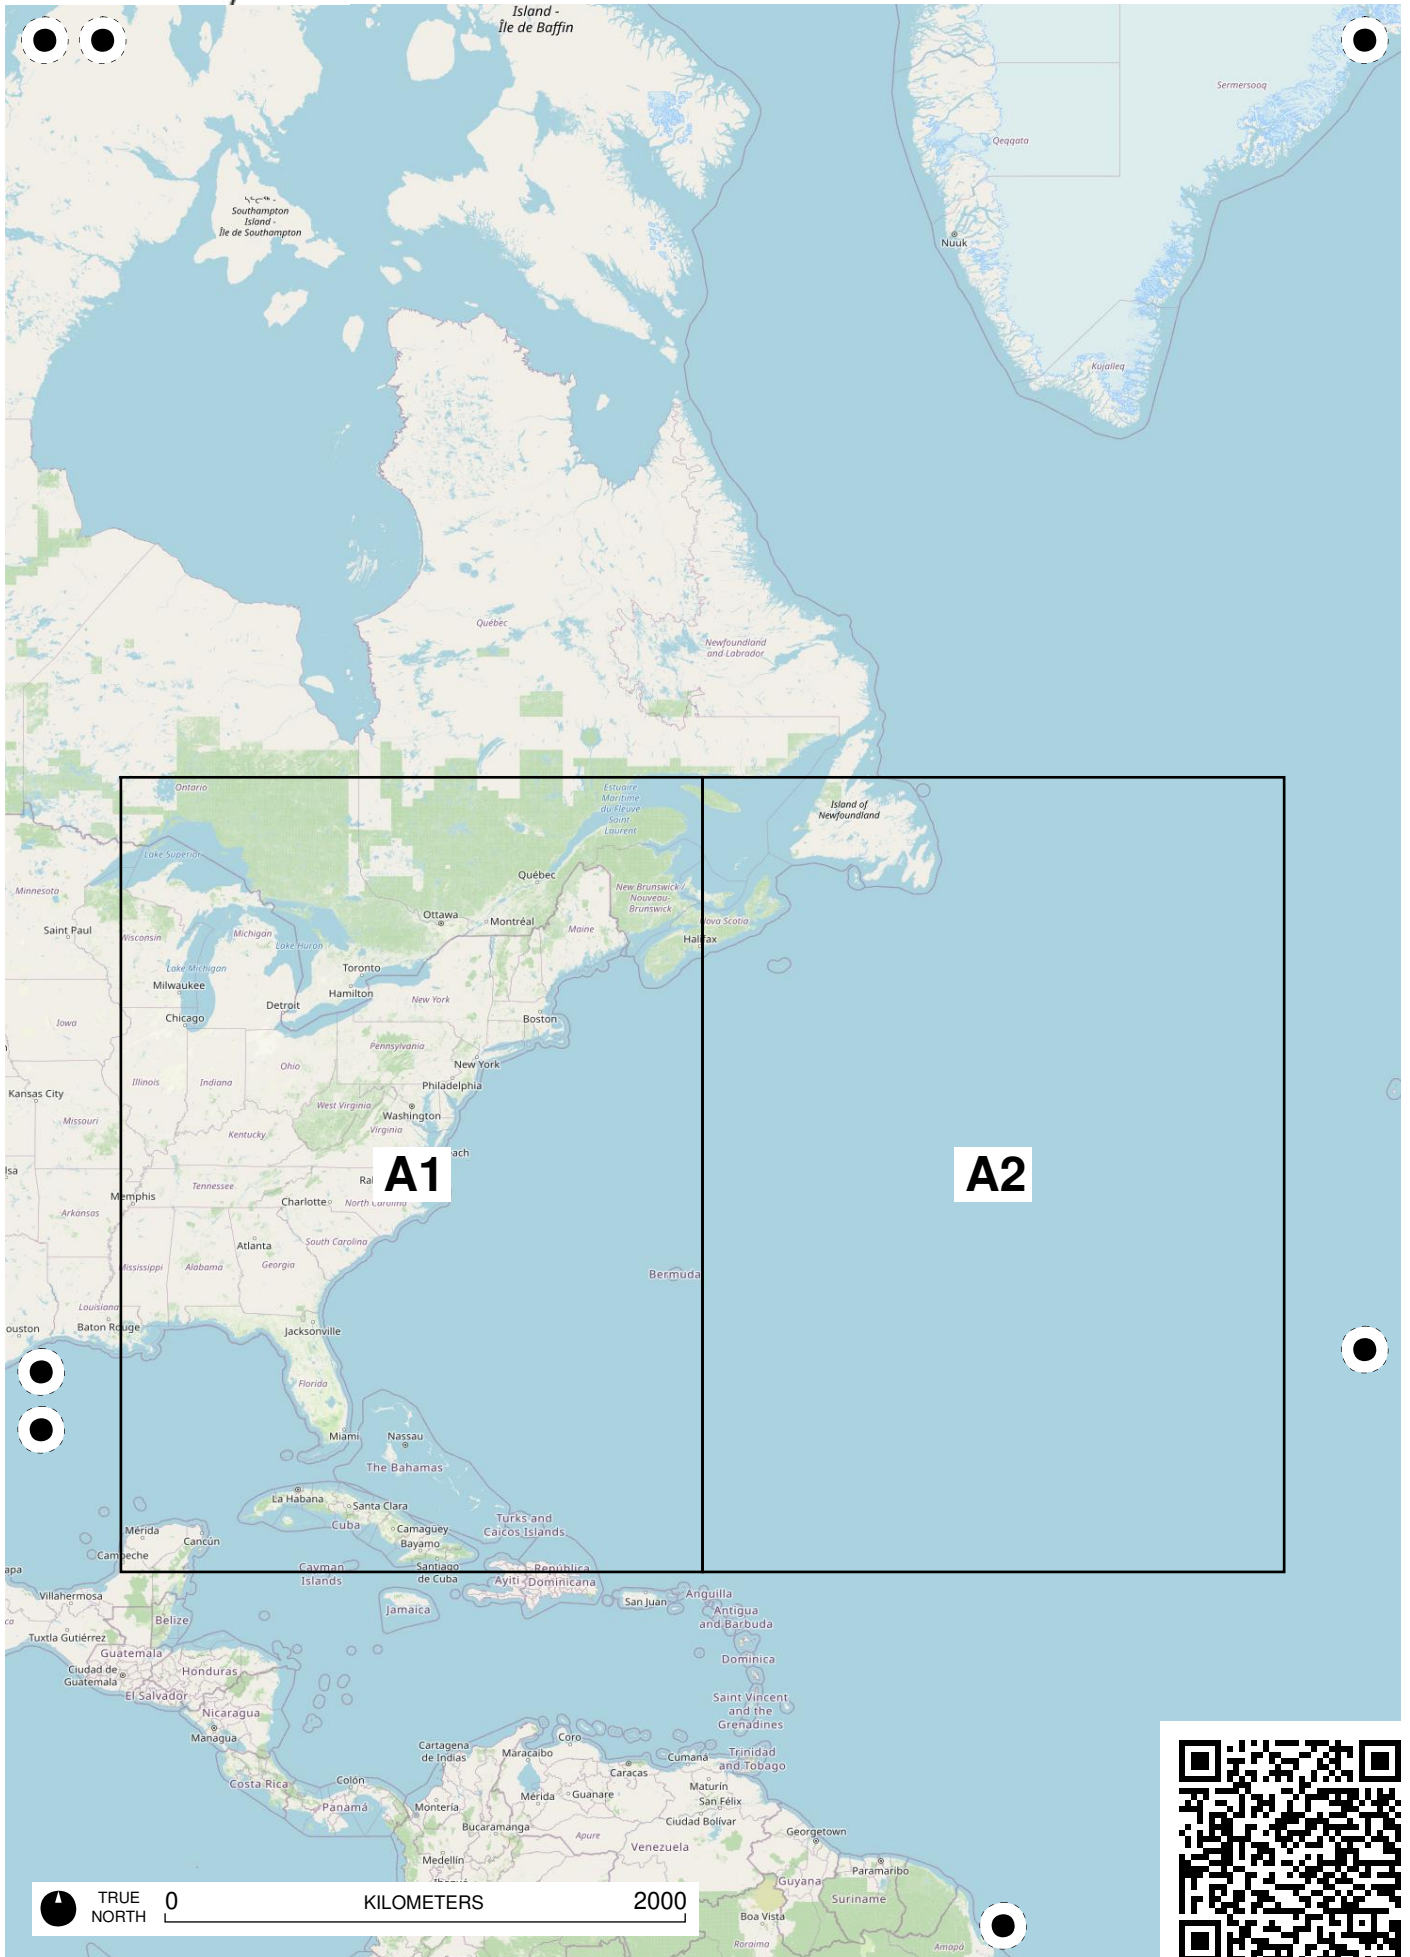 Island -
Île de Baffin
Sermersooq
Qeqqata
Southampton
Island -
Île de Southampton
Nuuk
Kujalleq
Québec
Newfoundland
and Labrador
Ontario
Estuaire
Maritime
du Fleuve
Saint
Laurent
Island of
Newfoundland
Lake Superior
Québec
Minnesota
New Brunswick /
Nouveau-
Brunswick
Ottawa
Montréal
Nova Scotia
Saint Paul
Wisconsin
Michigan
Maine
Lake Huron
Halifax
Lake Michigan
Toronto
Milwaukee
Hamilton
Detroit
New York
Chicago
Boston
Iowa
Pennsylvania
Ohio
New York
Illinois
Indiana
Philadelphia
Kansas City
West Virginia
Washington
Missouri
Virginia
Kentucky
each
lsa
A1
A2
Tennessee
Ral
Memphis
Charlotte
North Carolina
Arkansas
Atlanta
South Carolina
Mississippi
Alabama
Georgia
Bermuda
Louisiana
ouston
Baton Rouge
Jacksonville
Florida
Miami
Nassau
The Bahamas
La Habana
Santa Clara
Turks and
Caicos Islands
Cuba
Camagüey
Mérida
Cancún
Bayamo
Campeche
Cayman
Islands
Santiago
de Cuba
República
Dominicana
apa
Ayiti
Villahermosa
Jamaica
San Juan
Anguilla
Antigua
and Barbuda
ca
Belize
Tuxtla Gutiérrez
Guatemala
Dominica
Ciudad de
Guatemala
Honduras
El Salvador
Saint Vincent
and the
Grenadines
Nicaragua
Managua
Cartagena
de Indias
Coro
Maracaibo
Cumaná
Trinidad
and Tobago
Caracas
Costa Rica
Colón
Maturín
Mérida
Guanare
San Félix
Panamá
Montería
Ciudad Bolívar
Bucaramanga
Apure
Georgetown
Venezuela
Medellín
Paramaribo
Guyana
Suriname
TRUE
NORTH
0
KILOMETERS
2000
Boa Vista
Roraima
Amapá